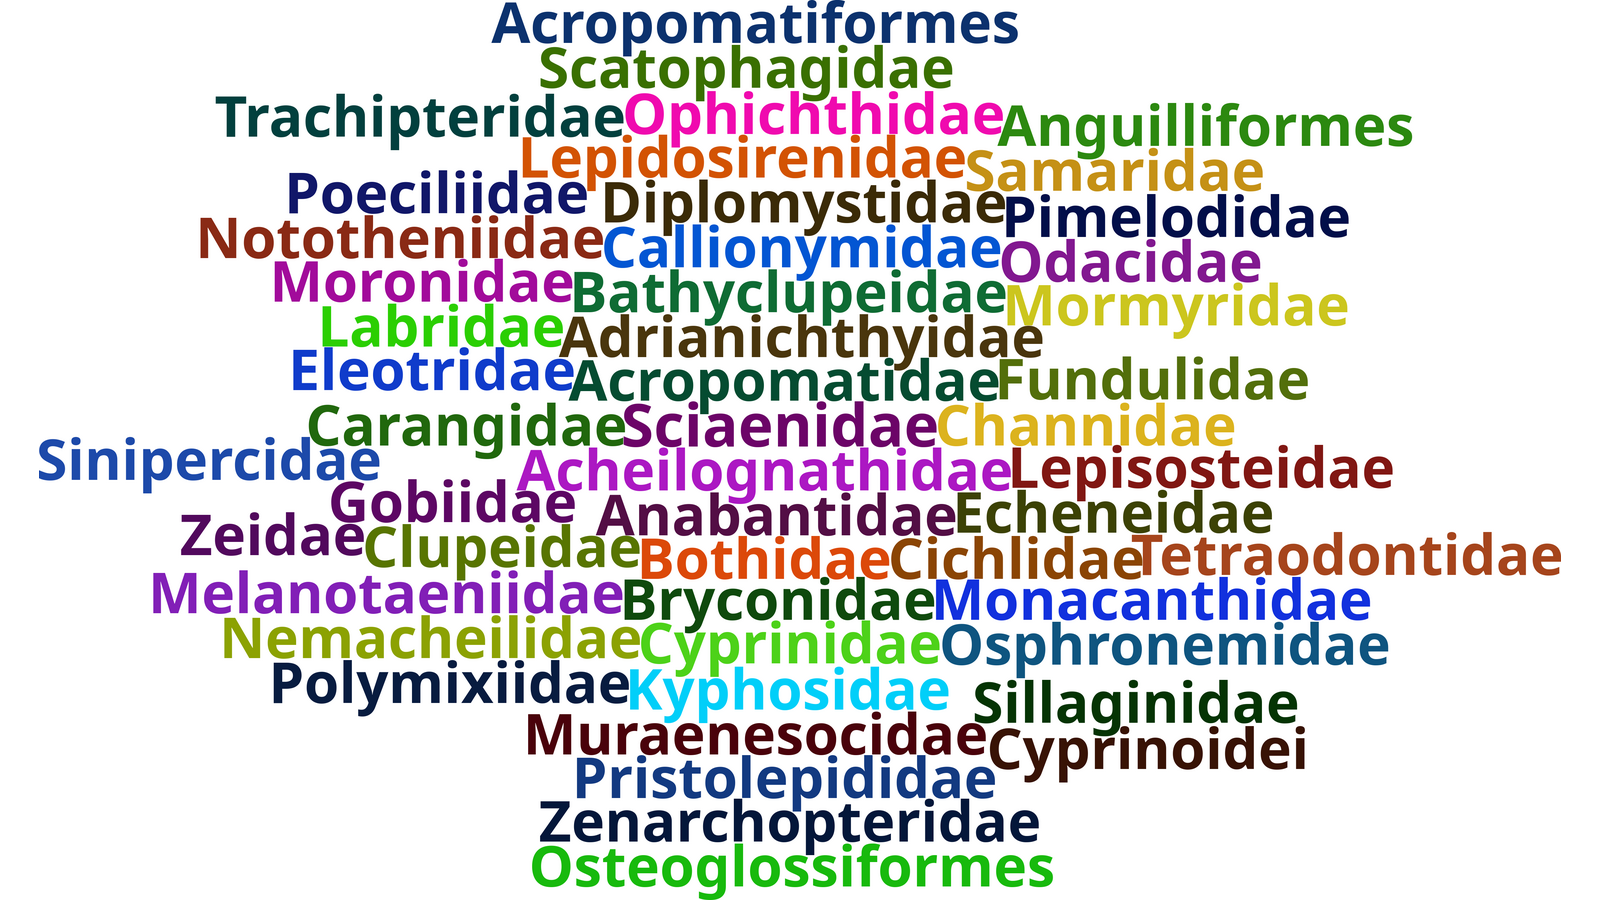 Acropomatiformes
Scatophagidae
Trachipteridae Ophichthidae Anguilliformes
Lepidosirenidae Samaridae
Poeciliidae Diplomystidae Pimelodidae
Nototheniidae Callionymidae Odacidae
Moronidae Bathyclupeidae Mormyridae
Labridae Adrianichthyidae
Eleotridae Acropomatidae Fundulidae
Carangidae Sciaenidae Channidae
Sinipercidae Acheilognathidae Lepisosteidae
Gobiidae Anabantidae Echeneidae
Zeidae Clupeidae Bothidae Cichlidae Tetraodontidae
Melanotaeniidae Bryconidae Monacanthidae
Nemacheilidae Cyprinidae Osphronemidae
Polymixiidae Kyphosidae Sillaginidae
Muraenesocidae Cyprinoidei
Pristolepididae
Zenarchopteridae
Osteoglossiformes